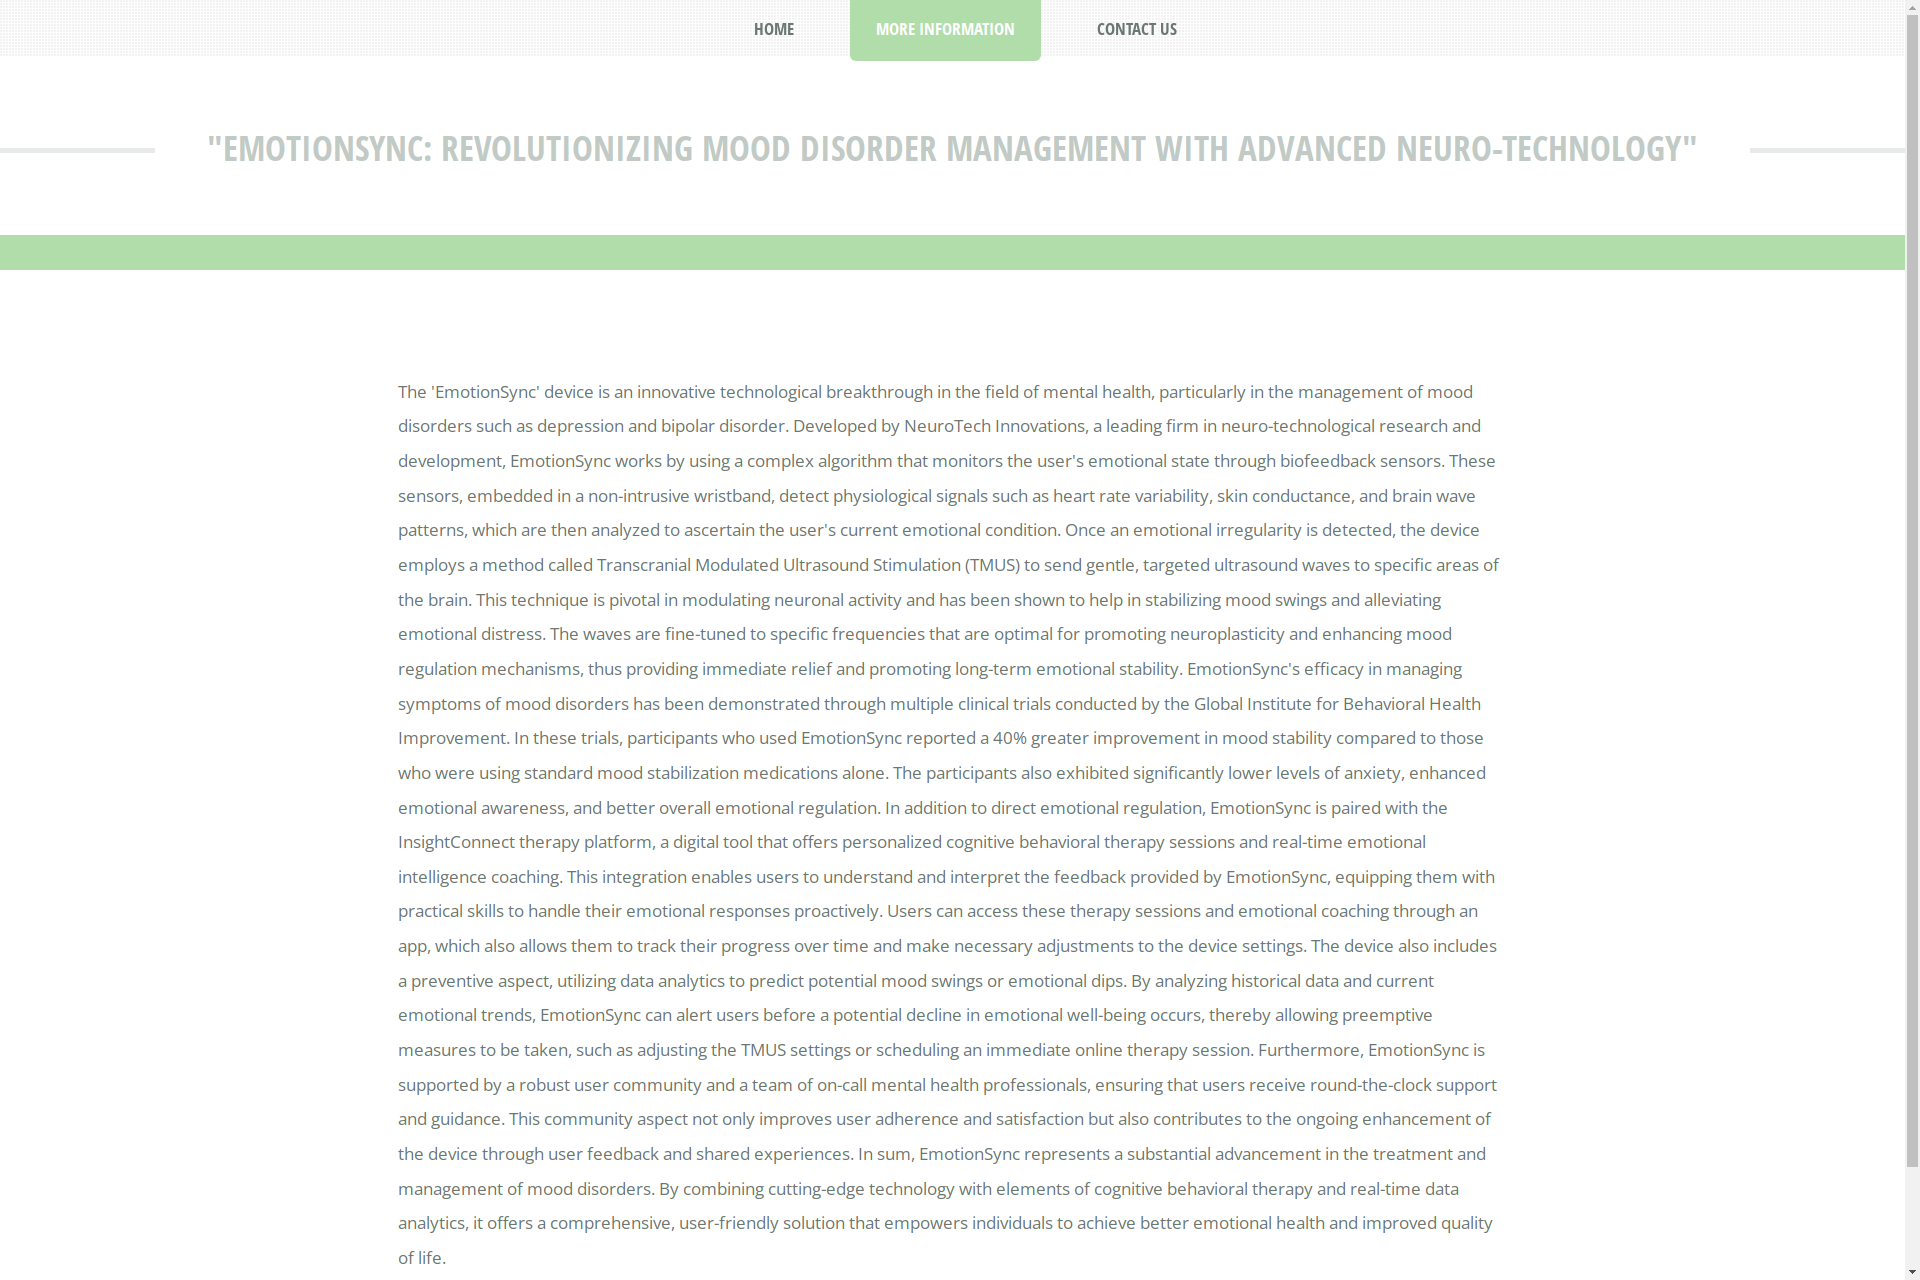 HOME
MORE INFORMATION
CONTACT US
"EMOTIONSYNC: REVOLUTIONIZING MOOD DISORDER MANAGEMENT WITH ADVANCED NEURO-TECHNOLOGY"
The 'EmotionSync' device is an innovative technological breakthrough in the field of mental health, particularly in the management of mood
disorders such as depression and bipolar disorder. Developed by NeuroTech Innovations, a leading firm in neuro-technological research and
development, EmotionSync works by using a complex algorithm that monitors the user's emotional state through biofeedback sensors. These
sensors, embedded in a non-intrusive wristband, detect physiological signals such as heart rate variability, skin conductance, and brain wave
patterns, which are then analyzed to ascertain the user's current emotional condition. Once an emotional irregularity is detected, the device
employs a method called Transcranial Modulated Ultrasound Stimulation (TMUS) to send gentle, targeted ultrasound waves to specific areas of
the brain. This technique is pivotal in modulating neuronal activity and has been shown to help in stabilizing mood swings and alleviating
emotional distress. The waves are fine-tuned to specific frequencies that are optimal for promoting neuroplasticity and enhancing mood
regulation mechanisms, thus providing immediate relief and promoting long-term emotional stability. EmotionSync's efficacy in managing
symptoms of mood disorders has been demonstrated through multiple clinical trials conducted by the Global Institute for Behavioral Health
Improvement. In these trials, participants who used EmotionSync reported a 40% greater improvement in mood stability compared to those
who were using standard mood stabilization medications alone. The participants also exhibited significantly lower levels of anxiety, enhanced
emotional awareness, and better overall emotional regulation. In addition to direct emotional regulation, EmotionSync is paired with the
InsightConnect therapy platform, a digital tool that offers personalized cognitive behavioral therapy sessions and real-time emotional
intelligence coaching. This integration enables users to understand and interpret the feedback provided by EmotionSync, equipping them with
practical skills to handle their emotional responses proactively. Users can access these therapy sessions and emotional coaching through an
app, which also allows them to track their progress over time and make necessary adjustments to the device settings. The device also includes
a preventive aspect, utilizing data analytics to predict potential mood swings or emotional dips. By analyzing historical data and current
emotional trends, EmotionSync can alert users before a potential decline in emotional well-being occurs, thereby allowing preemptive
measures to be taken, such as adjusting the TMUS settings or scheduling an immediate online therapy session. Furthermore, EmotionSync is
supported by a robust user community and a team of on-call mental health professionals, ensuring that users receive round-the-clock support
and guidance. This community aspect not only improves user adherence and satisfaction but also contributes to the ongoing enhancement of
the device through user feedback and shared experiences. In sum, EmotionSync represents a substantial advancement in the treatment and
management of mood disorders. By combining cutting-edge technology with elements of cognitive behavioral therapy and real-time data
analytics, it offers a comprehensive, user-friendly solution that empowers individuals to achieve better emotional health and improved quality
of life.